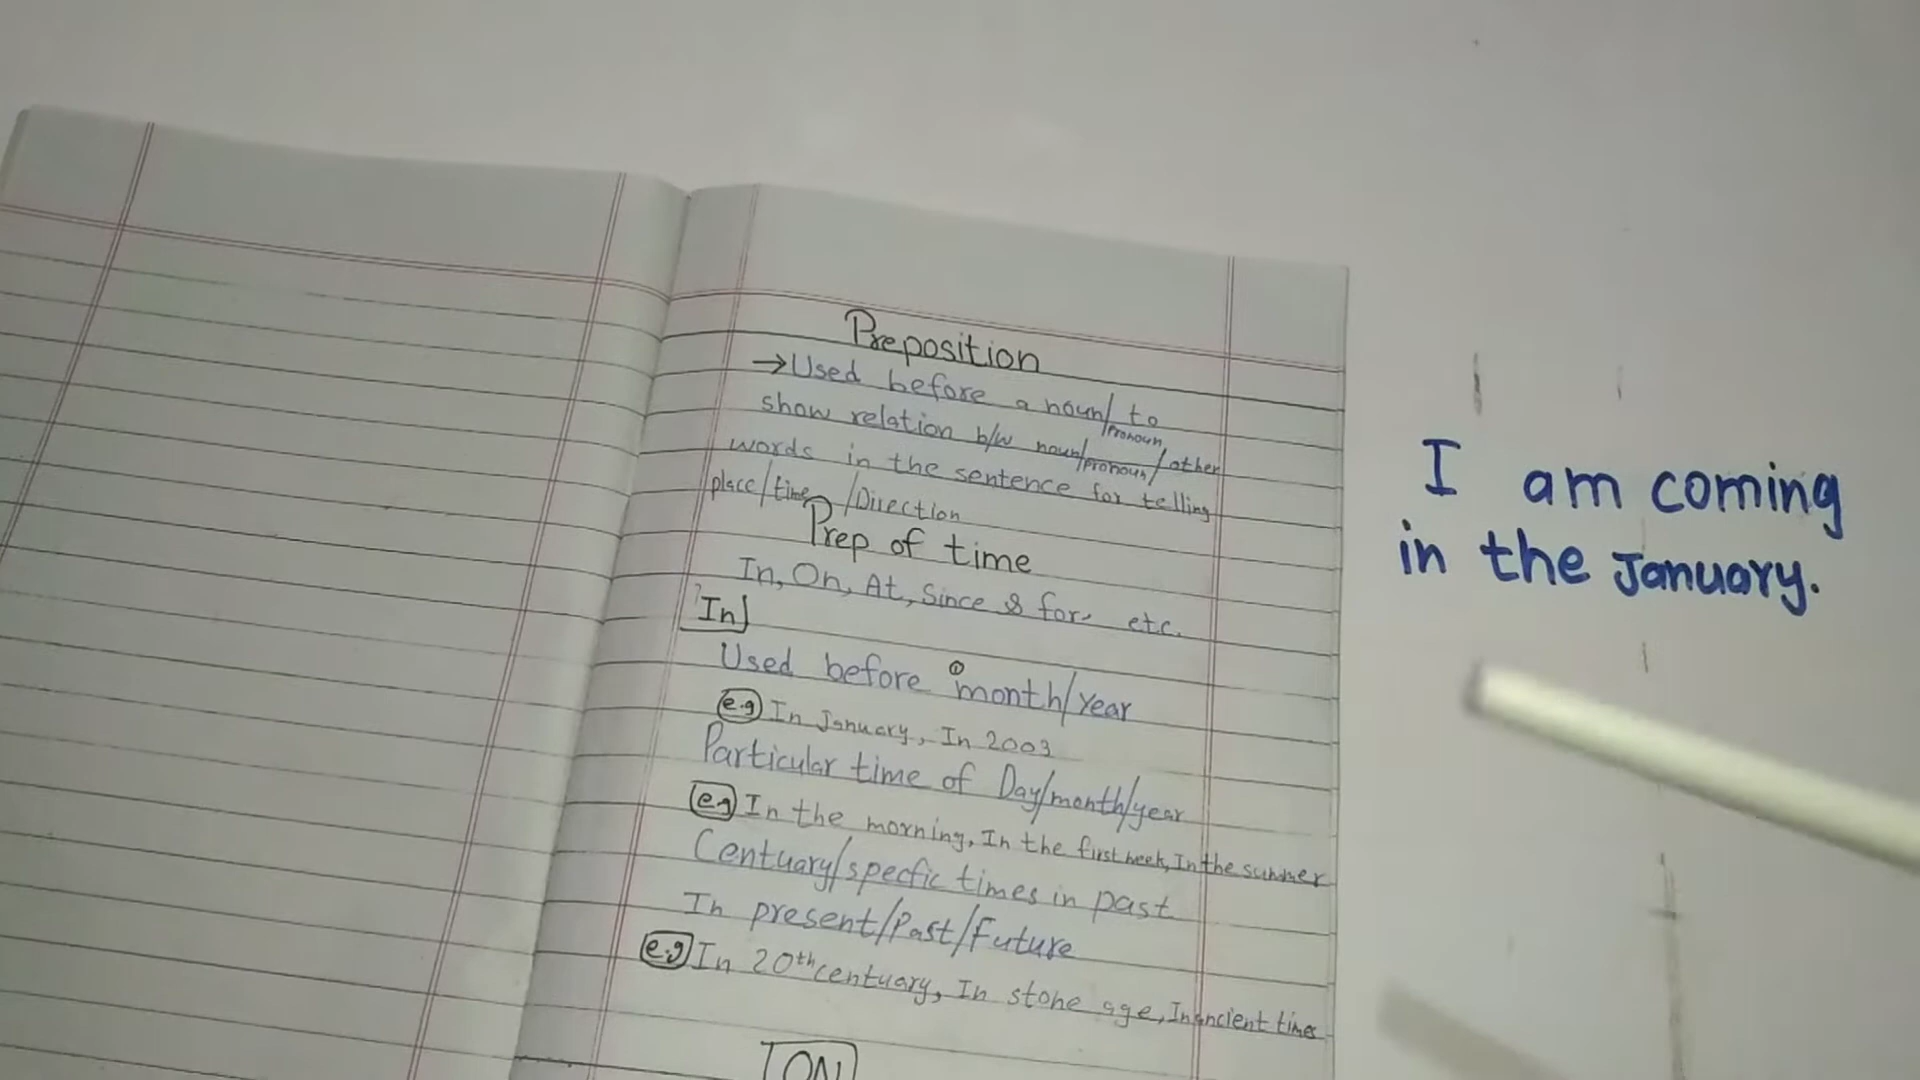 Preposition
→Used before a noun/pronoun to
show relation b/w noun/pronoun/other
words in the sentence for telling
place/time/Direction
Prep of time
In, On, At, Since & for, etc.
In
Used before ① month/year
e.g In January, In 2003
Particular time of Day/month/year
e.g In the morning, In the first week, In the summer
Centuary/specfic times in past
In present/Past/Future
e.g In 20th centuary, In stone age, In ancient times
ON
I am coming
in the January.